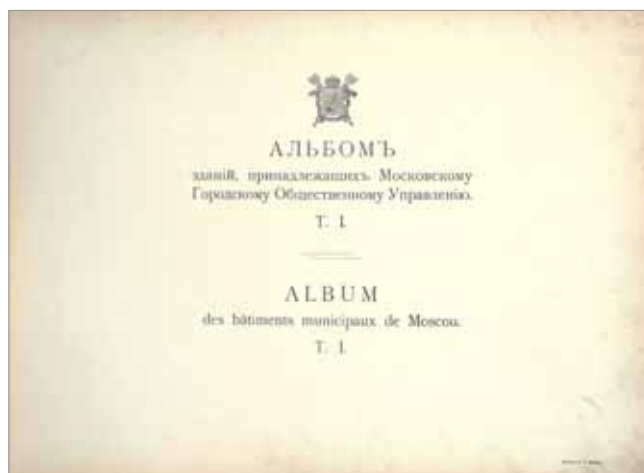 АЛЬБОМЪ
зданій, принадлежащихъ Московскому
Городскому Общественному Управленію.
Т. I.
ALBUM
des bâtiments municipaux de Moscou.
T. I.